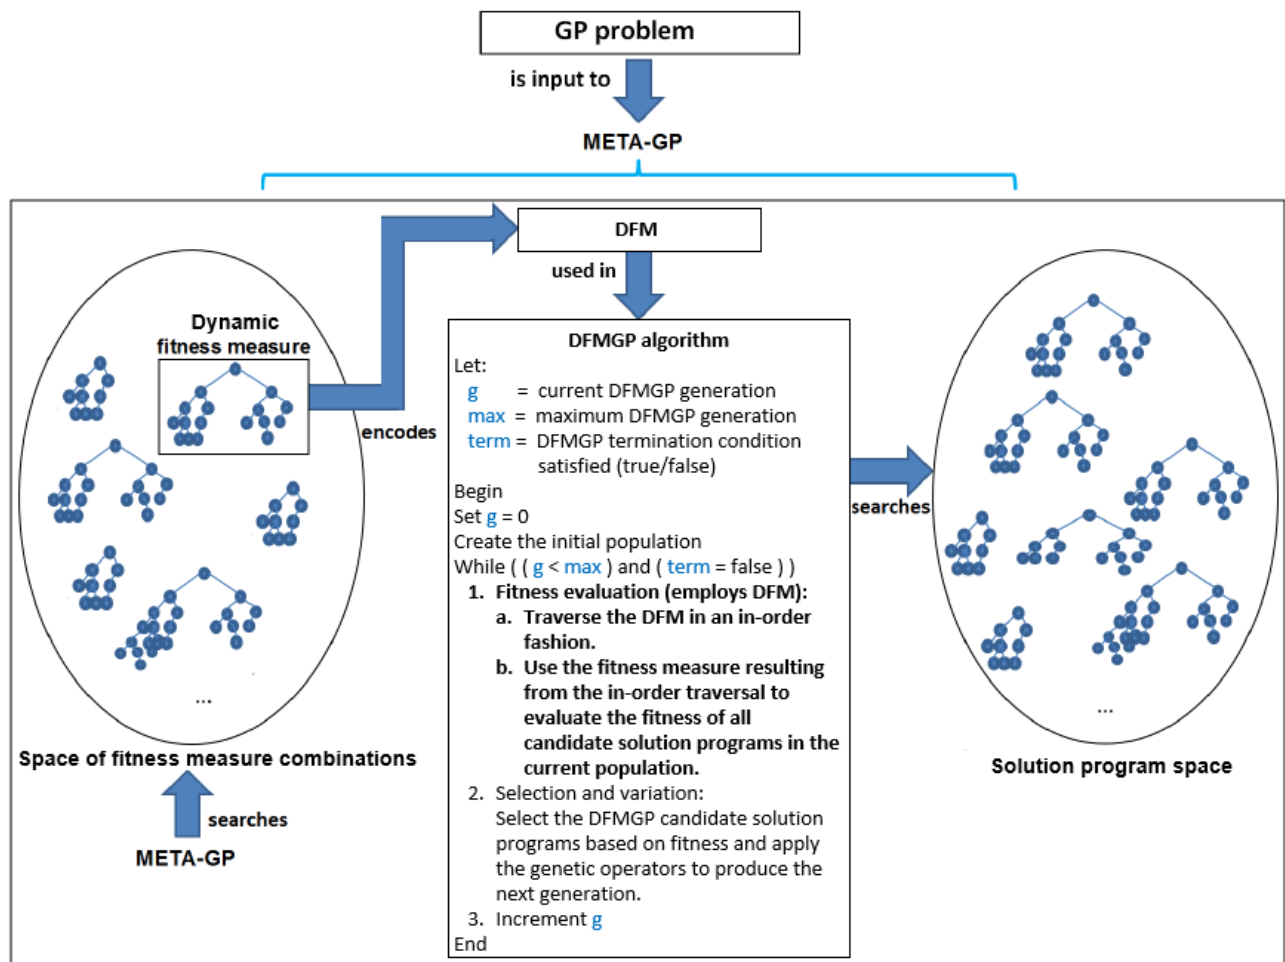 GP problem
is input to
META-GP
DFM
used in
Dynamic
fitness measure
encodes
...
Space of fitness measure combinations
searches
META-GP
DFMGP algorithm
Let:
g = current DFMGP generation
max = maximum DFMGP generation
term = DFMGP termination condition
satisfied (true/false)
Begin
Set g = 0
Create the initial population
While ( ( g < max ) and ( term = false ) )
1. Fitness evaluation (employs DFM):
a. Traverse the DFM in an in-order
fashion.
b. Use the fitness measure resulting
from the in-order traversal to
evaluate the fitness of all
candidate solution programs in the
current population.
2. Selection and variation:
Select the DFMGP candidate solution
programs based on fitness and apply
the genetic operators to produce the
next generation.
3. Increment g
End
searches
...
Solution program space